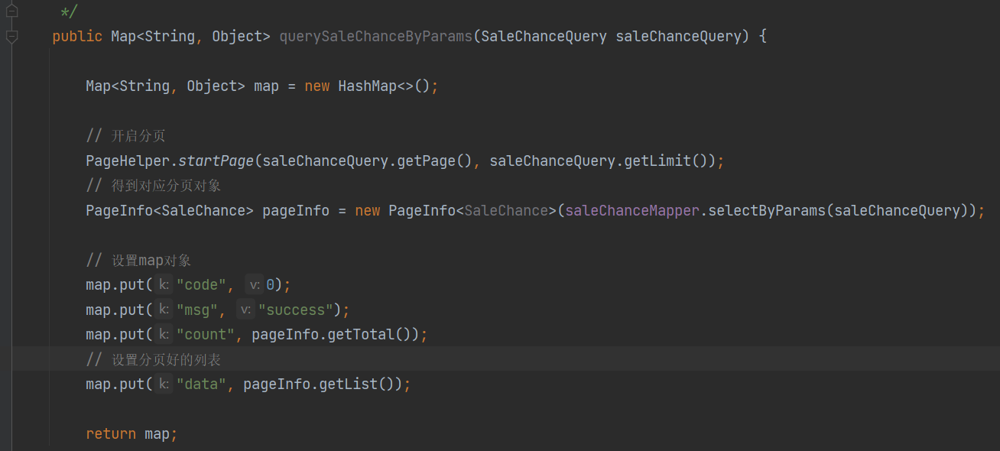 */
public Map<String, Object> querySaleChanceByParams(SaleChanceQuery saleChanceQuery) {
Map<String, Object> map = new HashMap<>();
// 开启分页
PageHelper.startPage(saleChanceQuery.getPage(), saleChanceQuery.getLimit());
// 得到对应分页对象
PageInfo<SaleChance> pageInfo = new PageInfo<SaleChance>(saleChanceMapper.selectByParams(saleChanceQuery));
// 设置map对象
map.put( k: "code", v: 0);
map.put( k: "msg", v: "success");
map.put( k: "count", pageInfo.getTotal());
// 设置分页好的列表
map.put( k: "data", pageInfo.getList());
return map;